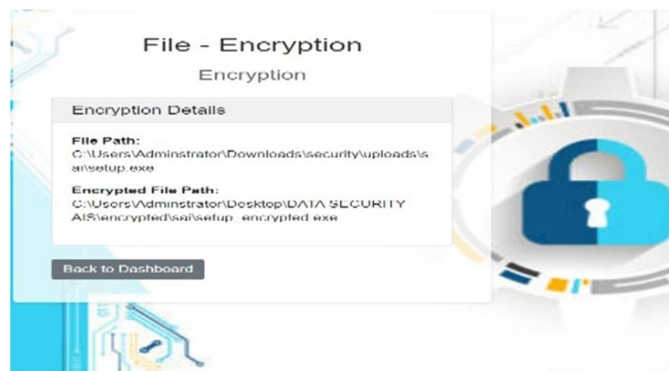 File - Encryption
Encryption
Encryption Details
File Path:
C:\Users\Adminstrator\Downloads\security\uploads\s
ai\setup.exe
Encrypted File Path:
C:\Users\Adminstrator\Desktop\DATA SECURITY
AIS\encrypted\sai\setup_encrypted.exe
Back to Dashboard